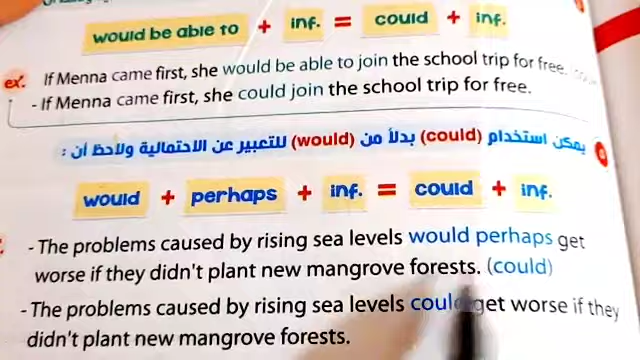 would be able to + inf. = could + inf.
ex. If Menna came first, she would be able to join the school trip for free.
- If Menna came first, she could join the school trip for free.
يمكن استخدام (could) بدلاً من (would) للتعبير عن الاحتمالية ولاحظ أن :
would + perhaps + inf. = could + inf.
- The problems caused by rising sea levels would perhaps get
worse if they didn't plant new mangrove forests. (could)
- The problems caused by rising sea levels could get worse if they
didn't plant new mangrove forests.